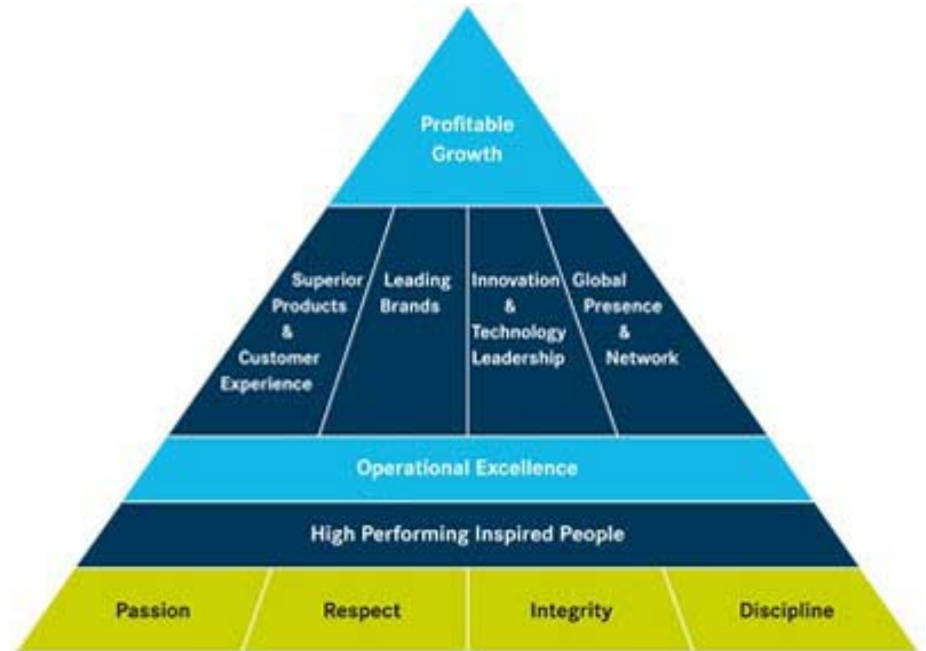 Profitable
Growth
Superior
Products
&
Customer
Experience
Leading
Brands
Innovation
&
Technology
Leadership
Global
Presence
&
Network
Operational Excellence
High Performing Inspired People
Passion
Respect
Integrity
Discipline